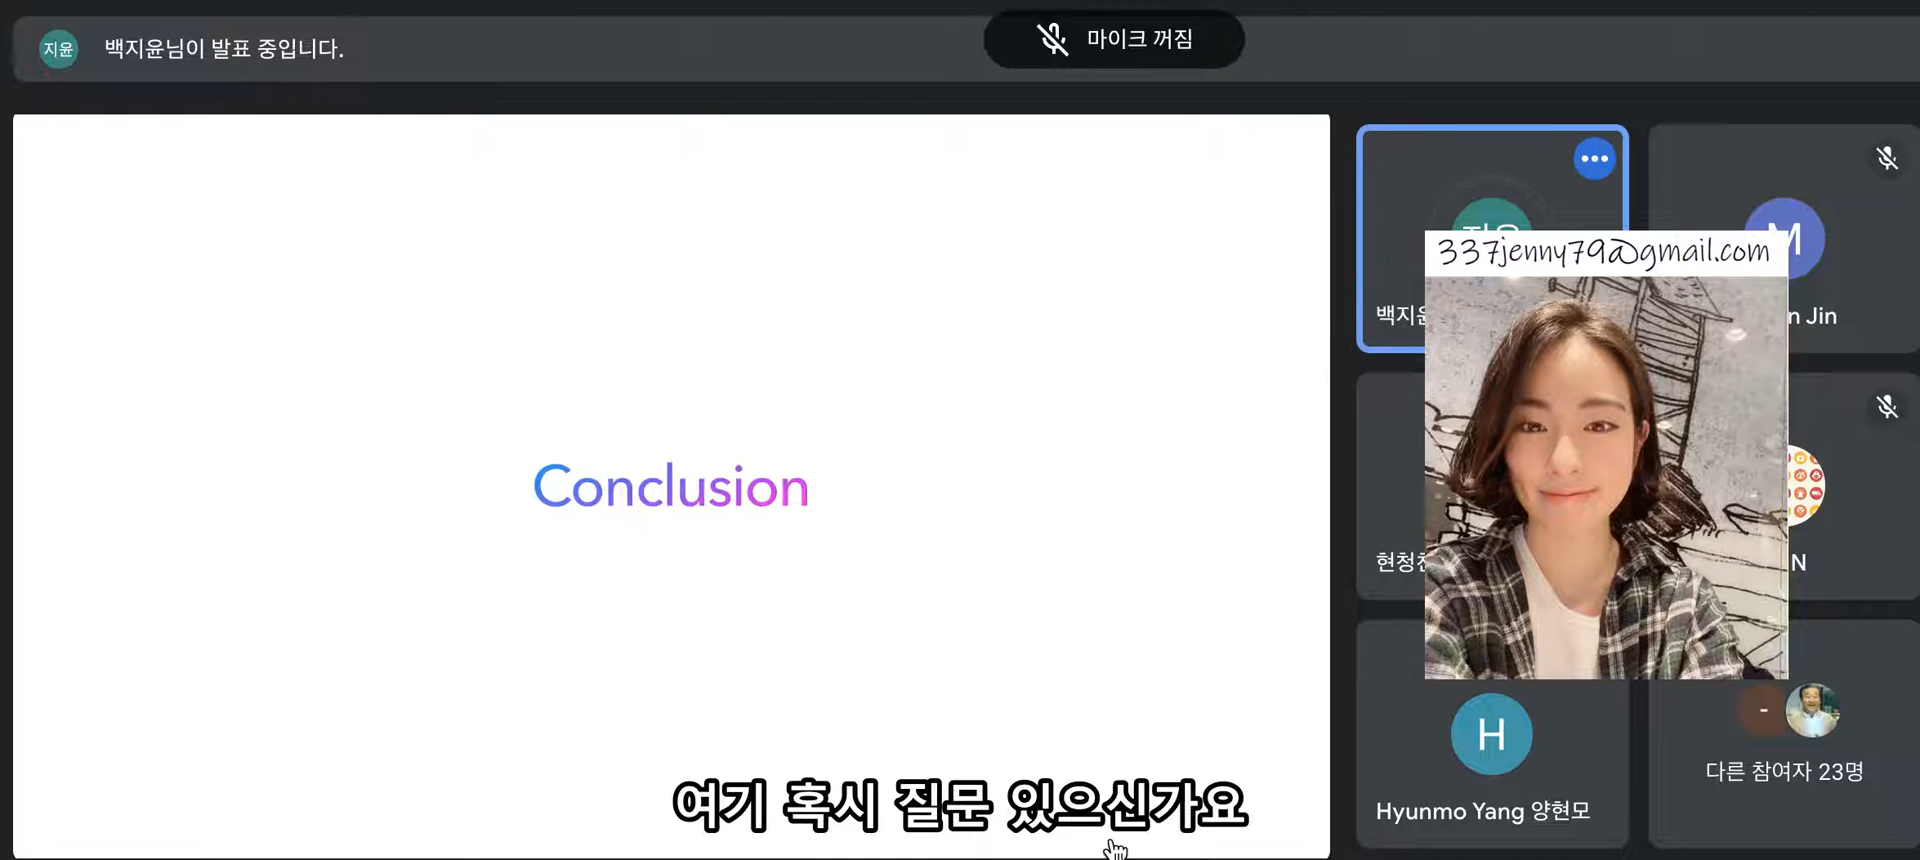 지윤 백지윤님이 발표 중입니다.
마이크 꺼짐
337jenny79@gmail.com
M
백지윤
n Jin
Conclusion
현청천
N
H
-
다른 참여자 23명
Hyunmo Yang 양현모
여기 혹시 질문 있으신가요